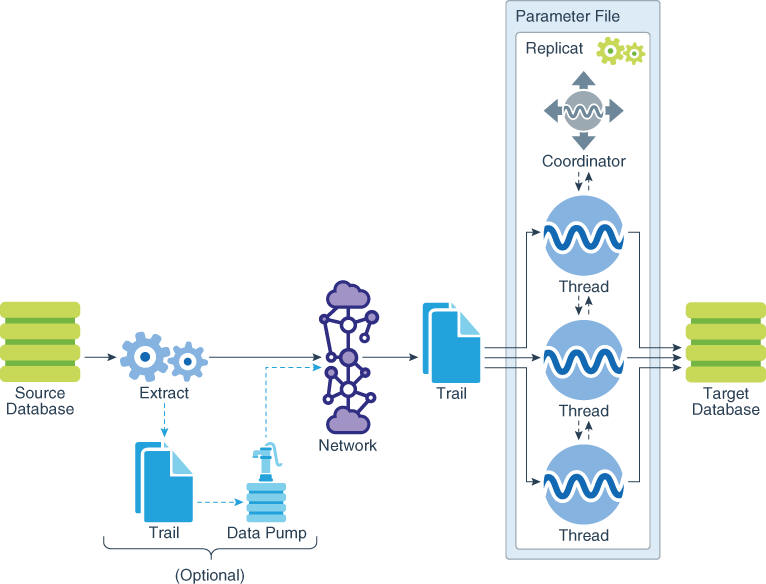 Parameter File
Replicat
Coordinator
Thread
Thread
Thread
Source
Database
Extract
Network
Trail
Target
Database
Trail
Data Pump
(Optional)